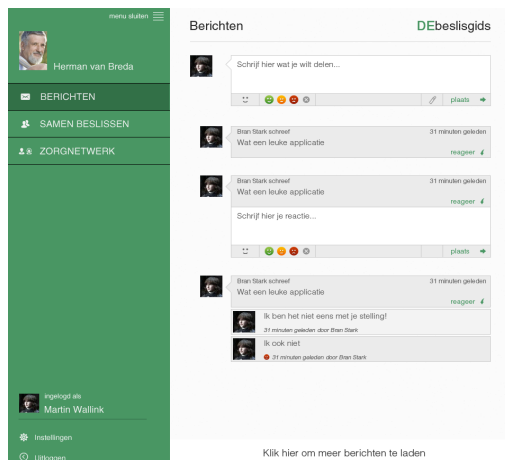 menu sluiten
Herman van Breda
BERICHTEN
SAMEN BESLISSEN
ZORGNETWERK
ingelogd als
Martin Wallink
Instellingen
Uitloggen
Berichten
DEbeslisgids
Schrijf hier wat je wilt delen...
plaats
Bran Stark schreef 31 minuten geleden
Wat een leuke applicatie
reageer
Bran Stark schreef 31 minuten geleden
Wat een leuke applicatie
reageer
Schrijf hier je reactie...
plaats
Bran Stark schreef 31 minuten geleden
Wat een leuke applicatie
reageer
Ik ben het niet eens met je stelling!
31 minuten geleden door Bran Stark
Ik ook niet
31 minuten geleden door Bran Stark
Klik hier om meer berichten te laden